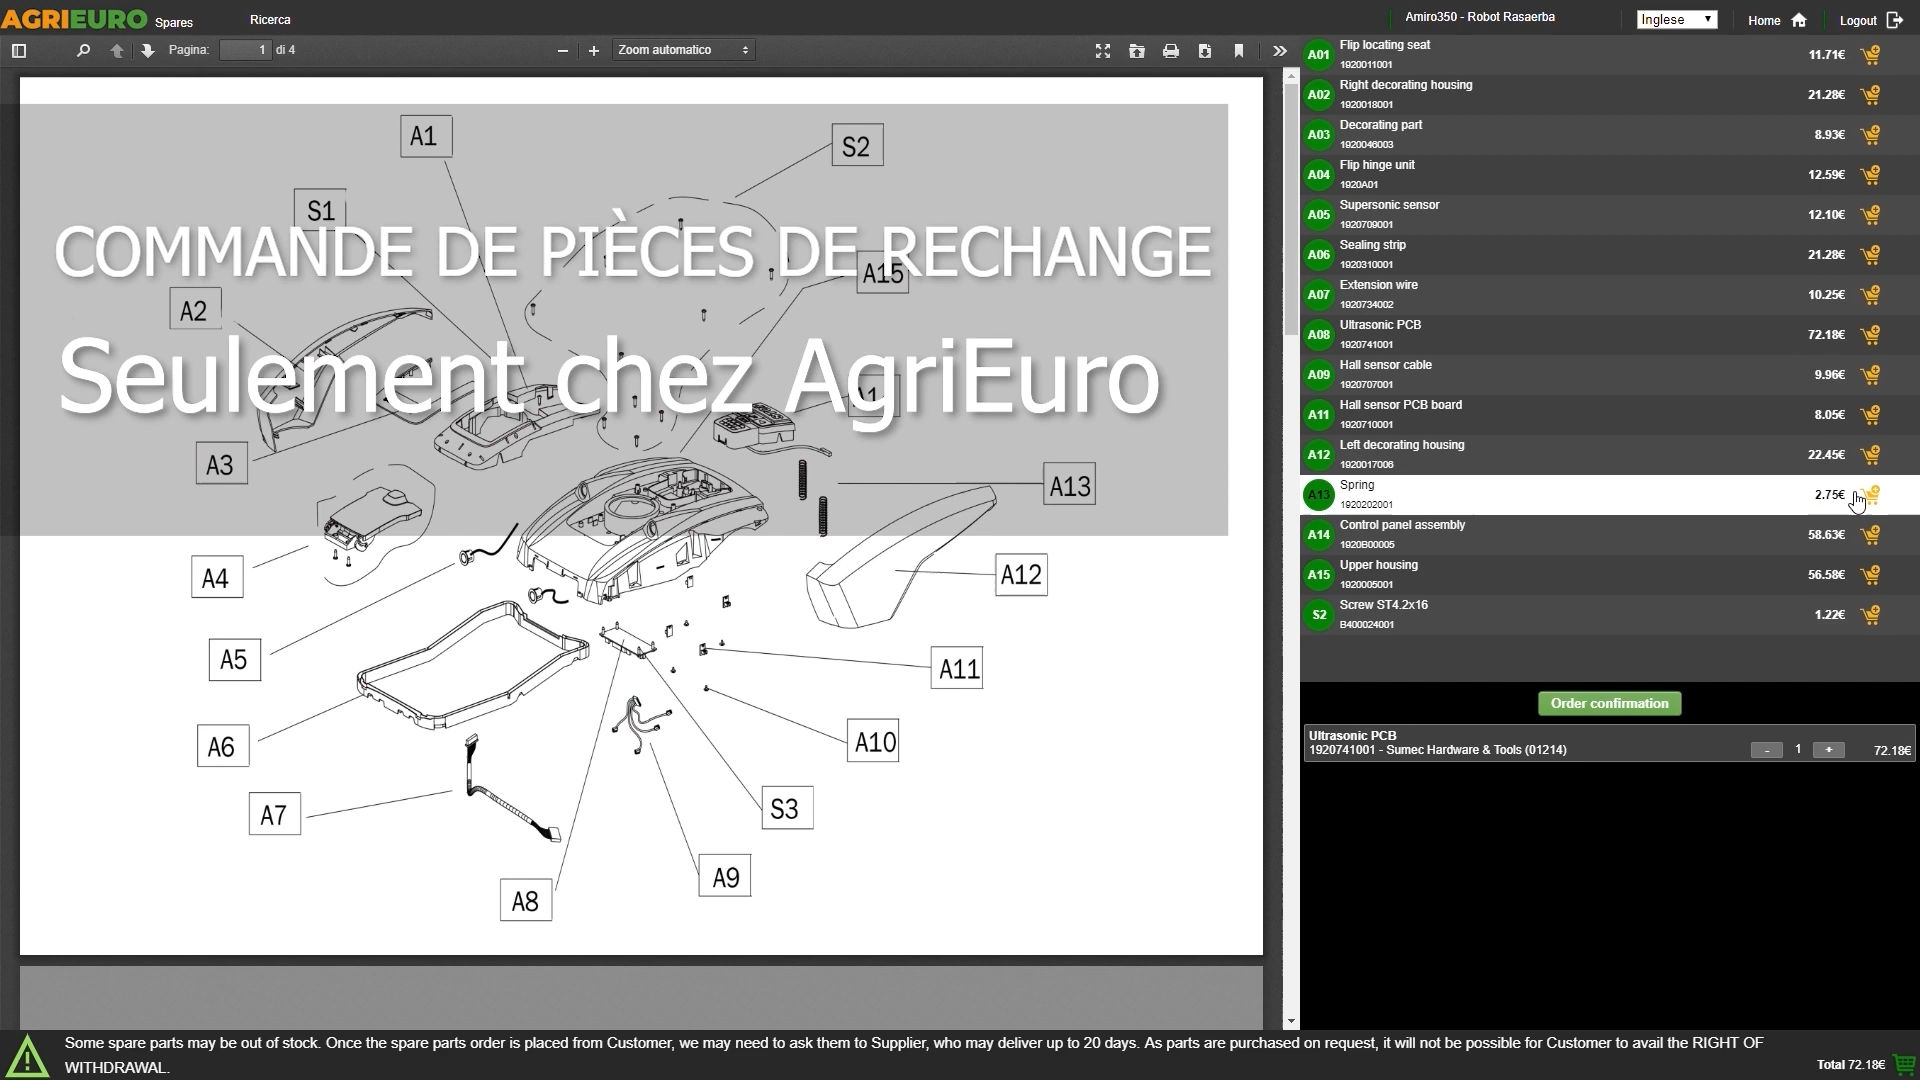 AGRIEURO Spares
Ricerca
Amiro350 - Robot Rasaerba
Inglese
Home
Logout
Pagina: 1 di 4
Zoom automatico
COMMANDE DE PIÈCES DE RECHANGE
Seulement chez AgriEuro
A1
S2
S1
A15
A2
A1
A3
A13
A4
A12
A5
A11
A6
A10
A7
S3
A9
A8
A01 Flip locating seat 11.71€
1920011001
A02 Right decorating housing 21.28€
1920018001
A03 Decorating part 8.93€
1920046003
A04 Flip hinge unit 12.59€
1920A01
A05 Supersonic sensor 12.10€
1920709001
A06 Sealing strip 21.28€
1920310001
A07 Extension wire 10.25€
1920734002
A08 Ultrasonic PCB 72.18€
1920741001
A09 Hall sensor cable 9.96€
1920707001
A11 Hall sensor PCB board 8.05€
1920710001
A12 Left decorating housing 22.45€
1920017006
A13 Spring 2.75€
1920202001
A14 Control panel assembly 58.63€
1920B00005
A15 Upper housing 56.58€
1920005001
S2 Screw ST4.2x16 1.22€
B400024001
Order confirmation
Ultrasonic PCB
1920741001 - Sumec Hardware & Tools (01214) - 1 + 72.18€
Some spare parts may be out of stock. Once the spare parts order is placed from Customer, we may need to ask them to Supplier, who may deliver up to 20 days. As parts are purchased on request, it will not be possible for Customer to avail the RIGHT OF
WITHDRAWAL.
Total 72.18€